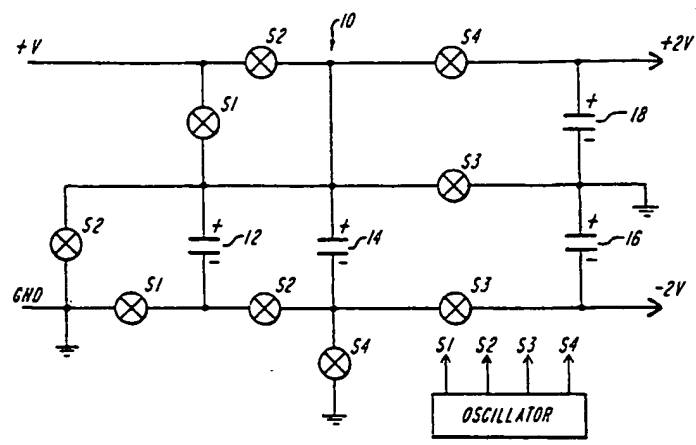 10
+V
S2
S4
+2V
S1
+
18
-
S3
S2
+
12
-
+
14
-
+
16
-
GND
S1
S2
S3
-2V
S4
S1 S2 S3 S4
OSCILLATOR